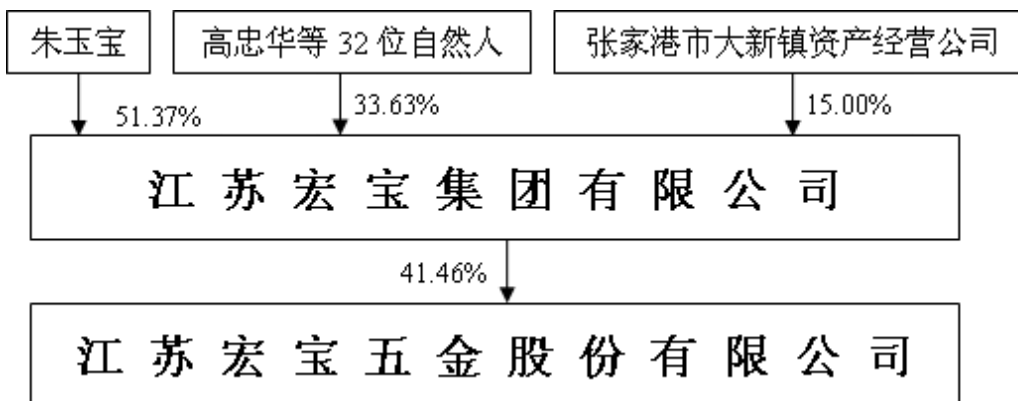 朱玉宝
高忠华等 32 位自然人
张家港市大新镇资产经营公司
51.37%
33.63%
15.00%
江苏宏宝集团有限公司
41.46%
江苏宏宝五金股份有限公司